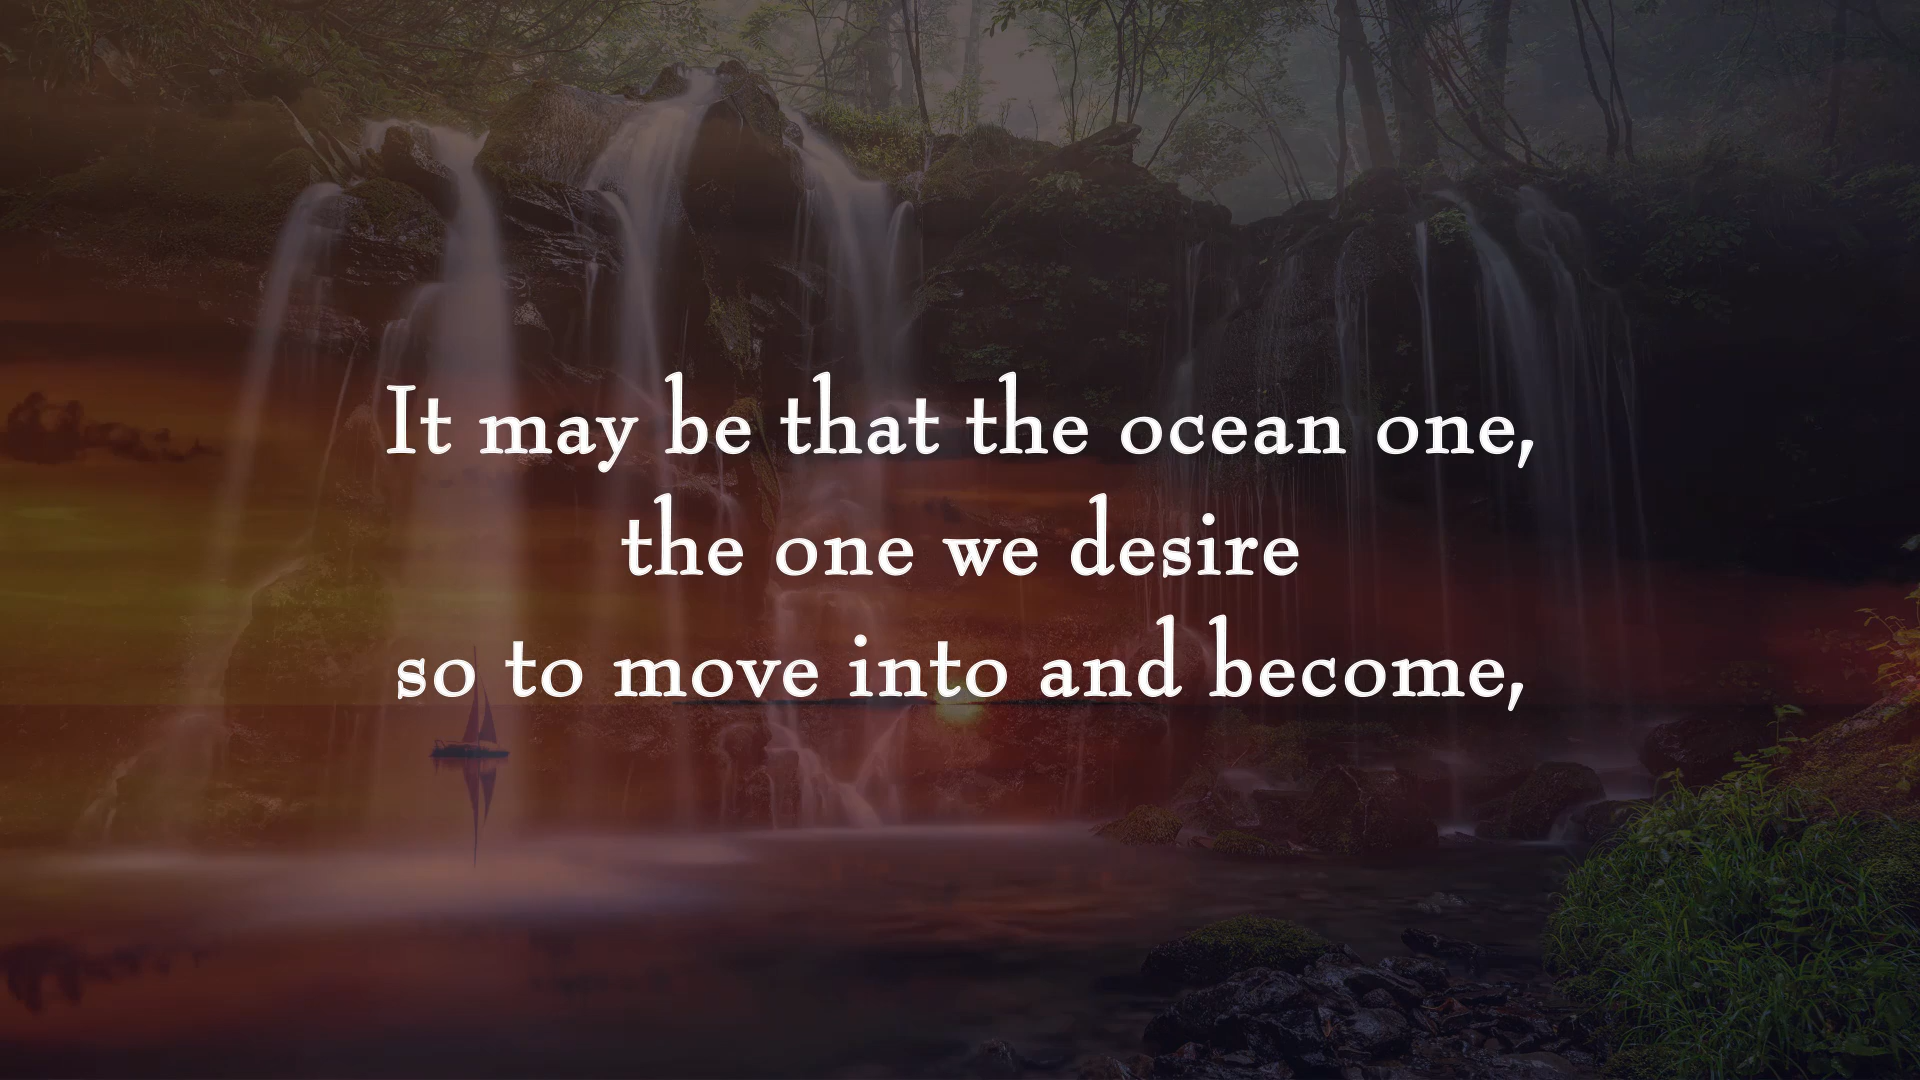 It may be that the ocean one,
the one we desire
so to move into and become,